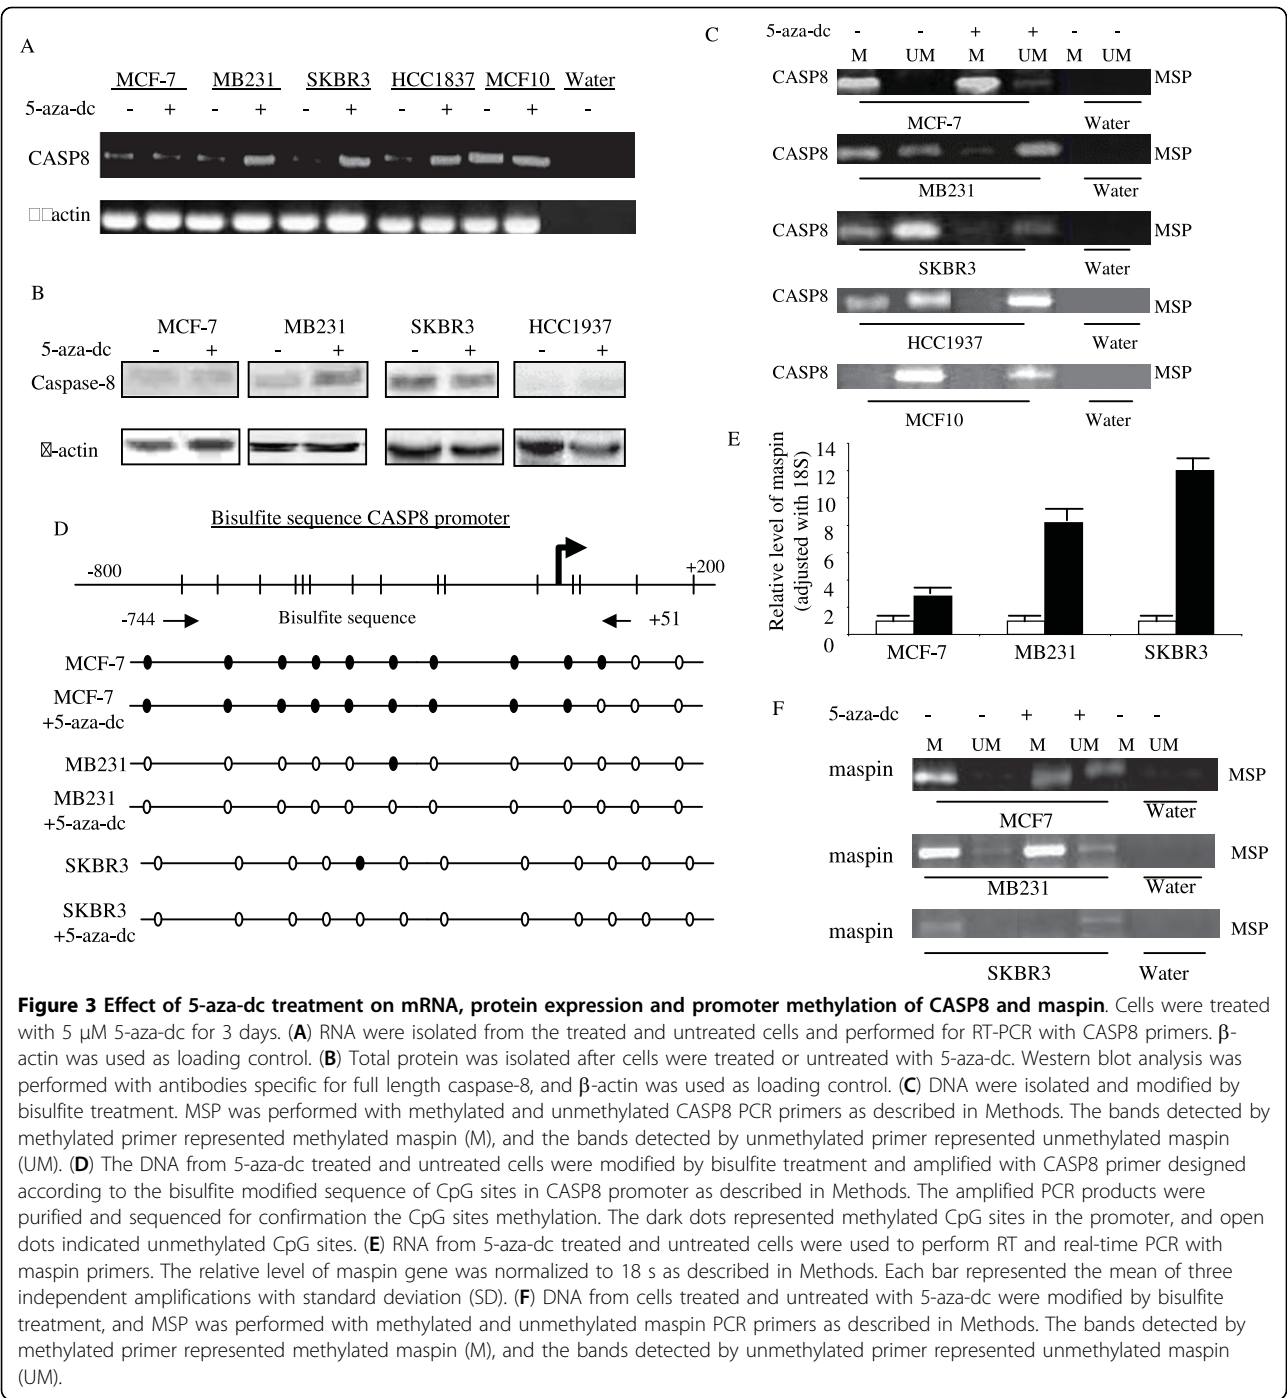 A
MCF-7 MB231 SKBR3 HCC1837 MCF10 Water
5-aza-dc - + - + - + - + - + -
CASP8
□□actin
B
MCF-7 MB231 SKBR3 HCC1937
5-aza-dc - + - + - + - +
Caspase-8
-actin
C
5-aza-dc - - + + - -
M UM M UM M UM
CASP8 MSP
MCF-7 Water
CASP8 MSP
MB231 Water
CASP8 MSP
SKBR3 Water
CASP8 MSP
HCC1937 Water
CASP8 MSP
MCF10 Water
D
Bisulfite sequence CASP8 promoter
-800 +200
-744 Bisulfite sequence +51
MCF-7
MCF-7
+5-aza-dc
MB231
MB231
+5-aza-dc
SKBR3
SKBR3
+5-aza-dc
E
Relative level of maspin
(adjusted with 18S)
14
12
10
8
6
4
2
0
MCF-7 MB231 SKBR3
F
5-aza-dc - - + + - -
M UM M UM M UM
maspin MSP
MCF7 Water
maspin MSP
MB231 Water
maspin MSP
SKBR3 Water
Figure 3 Effect of 5-aza-dc treatment on mRNA, protein expression and promoter methylation of CASP8 and maspin. Cells were treated
with 5 μM 5-aza-dc for 3 days. (A) RNA were isolated from the treated and untreated cells and performed for RT-PCR with CASP8 primers. β-
actin was used as loading control. (B) Total protein was isolated after cells were treated or untreated with 5-aza-dc. Western blot analysis was
performed with antibodies specific for full length caspase-8, and β-actin was used as loading control. (C) DNA were isolated and modified by
bisulfite treatment. MSP was performed with methylated and unmethylated CASP8 PCR primers as described in Methods. The bands detected by
methylated primer represented methylated maspin (M), and the bands detected by unmethylated primer represented unmethylated maspin
(UM). (D) The DNA from 5-aza-dc treated and untreated cells were modified by bisulfite treatment and amplified with CASP8 primer designed
according to the bisulfite modified sequence of CpG sites in CASP8 promoter as described in Methods. The amplified PCR products were
purified and sequenced for confirmation the CpG sites methylation. The dark dots represented methylated CpG sites in the promoter, and open
dots indicated unmethylated CpG sites. (E) RNA from 5-aza-dc treated and untreated cells were used to perform RT and real-time PCR with
maspin primers. The relative level of maspin gene was normalized to 18 s as described in Methods. Each bar represented the mean of three
independent amplifications with standard deviation (SD). (F) DNA from cells treated and untreated with 5-aza-dc were modified by bisulfite
treatment, and MSP was performed with methylated and unmethylated maspin PCR primers as described in Methods. The bands detected by
methylated primer represented methylated maspin (M), and the bands detected by unmethylated primer represented unmethylated maspin
(UM).